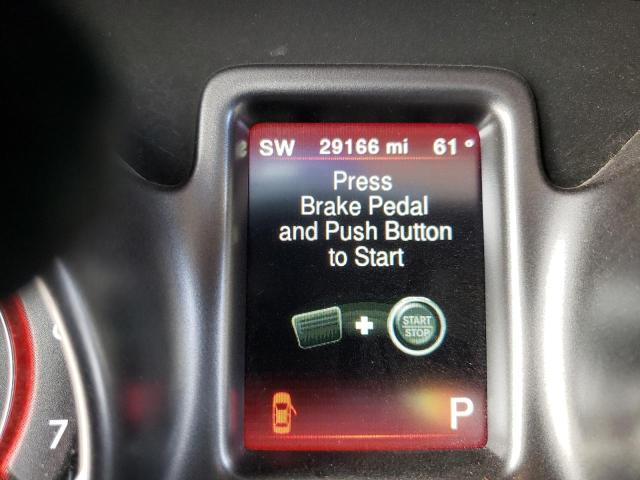 SW 29166 mi 61°
Press
Brake Pedal
and Push Button
to Start
START
STOP
P
7